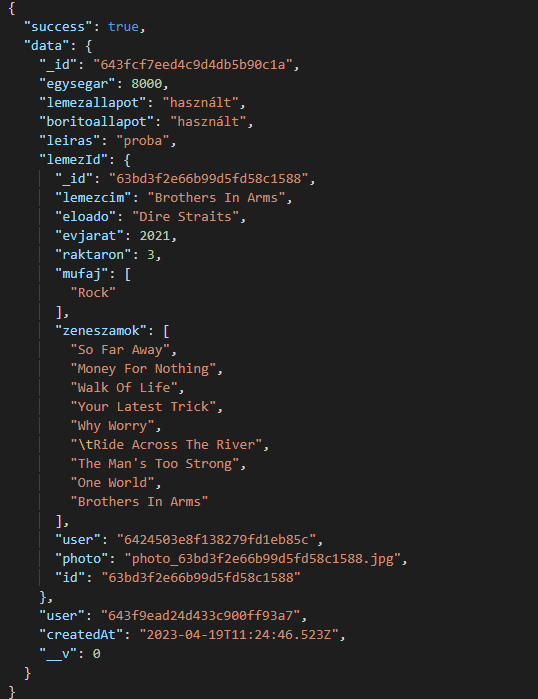 {
  "success": true,
  "data": {
    "_id": "643fcf7eed4c9d4db5b90c1a",
    "egysegar": 8000,
    "lemezallapot": "használt",
    "boritoallapot": "használt",
    "leiras": "proba",
    "lemezId": {
      "_id": "63bd3f2e66b99d5fd58c1588",
      "lemezcim": "Brothers In Arms",
      "eloado": "Dire Straits",
      "evjarat": 2021,
      "raktaron": 3,
      "mufaj": [
        "Rock"
      ],
      "zeneszamok": [
        "So Far Away",
        "Money For Nothing",
        "Walk Of Life",
        "Your Latest Trick",
        "Why Worry",
        "\tRide Across The River",
        "The Man's Too Strong",
        "One World",
        "Brothers In Arms"
      ],
      "user": "6424503e8f138279fd1eb85c",
      "photo": "photo_63bd3f2e66b99d5fd58c1588.jpg",
      "id": "63bd3f2e66b99d5fd58c1588"
    },
    "user": "643f9ead24d433c900ff93a7",
    "createdAt": "2023-04-19T11:24:46.523Z",
    "__v": 0
  }
}